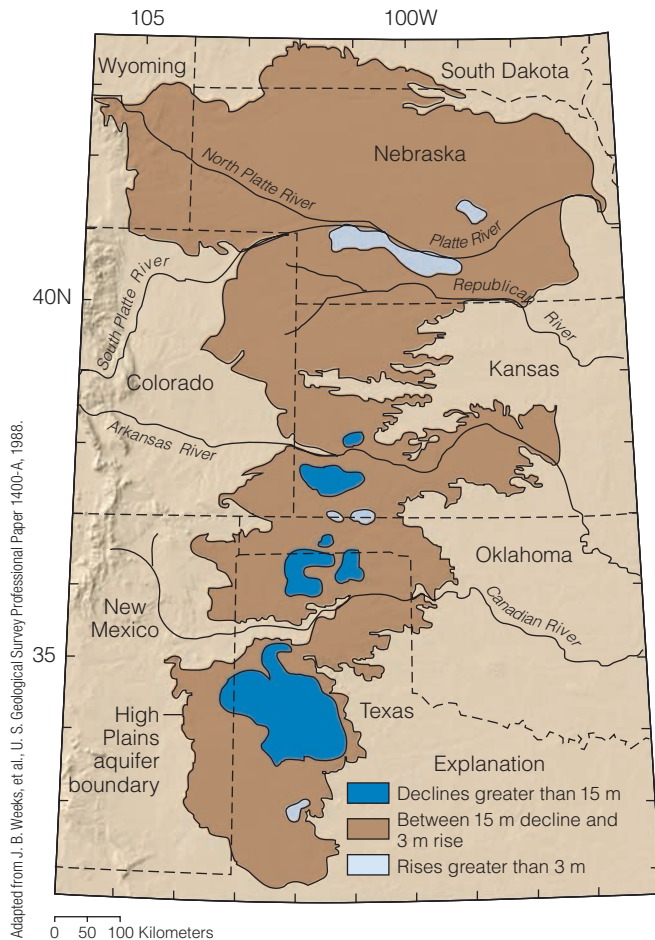 105
100W
Wyoming
South Dakota
Nebraska
North Platte River
Platte River
40N
Republican
River
South Platte River
Colorado
Kansas
Arkansas River
Oklahoma
New
Mexico
Canadian River
35
High
Plains
aquifer
boundary
Texas
Explanation
Declines greater than 15 m
Between 15 m decline and
3 m rise
Rises greater than 3 m
0 50 100 Kilometers
Adapted from J. B. Weeks, et al., U. S. Geological Survey Professional Paper 1400-A, 1988.